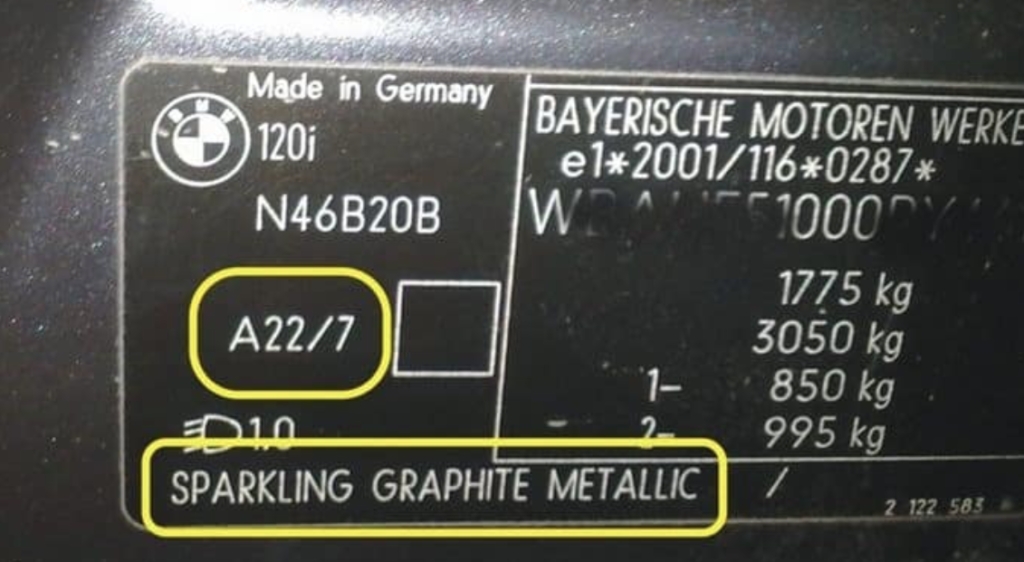 Made in Germany
BMW
120i
N46B20B
A22/7
1.0
SPARKLING GRAPHITE METALLIC /
BAYERISCHE MOTOREN WERKE
e1*2001/116*0287*
1775 kg
3050 kg
1- 850 kg
2- 995 kg
2 122 583